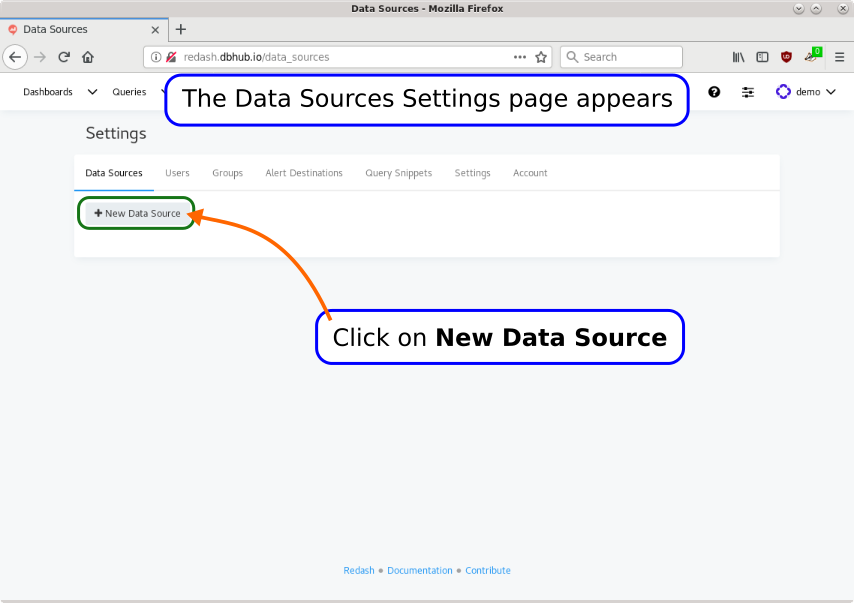 Data Sources - Mozilla Firefox
Data Sources
redash.dbhub.io/data_sources
Search
0
Dashboards
Queries
The Data Sources Settings page appears
demo
Settings
Data Sources
Users
Groups
Alert Destinations
Query Snippets
Settings
Account
+ New Data Source
Click on New Data Source
Redash • Documentation • Contribute